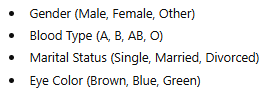 • Gender (Male, Female, Other)
• Blood Type (A, B, AB, O)
• Marital Status (Single, Married, Divorced)
• Eye Color (Brown, Blue, Green)